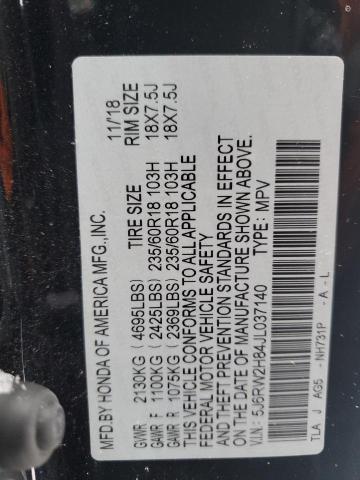 MFD. BY HONDA OF AMERICA MFG., INC. 11/18
TIRE SIZE RIM SIZE
GVWR 2130KG (4695LBS)
GAWR F 1100KG (2425LBS) 235/60R18 103H 18X7.5J
GAWR R 1075KG (2369LBS) 235/60R18 103H 18X7.5J
THIS VEHICLE CONFORMS TO ALL APPLICABLE
FEDERAL MOTOR VEHICLE SAFETY
AND THEFT PREVENTION STANDARDS IN EFFECT
ON THE DATE OF MANUFACTURE SHOWN ABOVE.
V.I.N.: 5J6RW2H84JL037140 TYPE: MPV
TLA J AG5 - NH731P - A - L